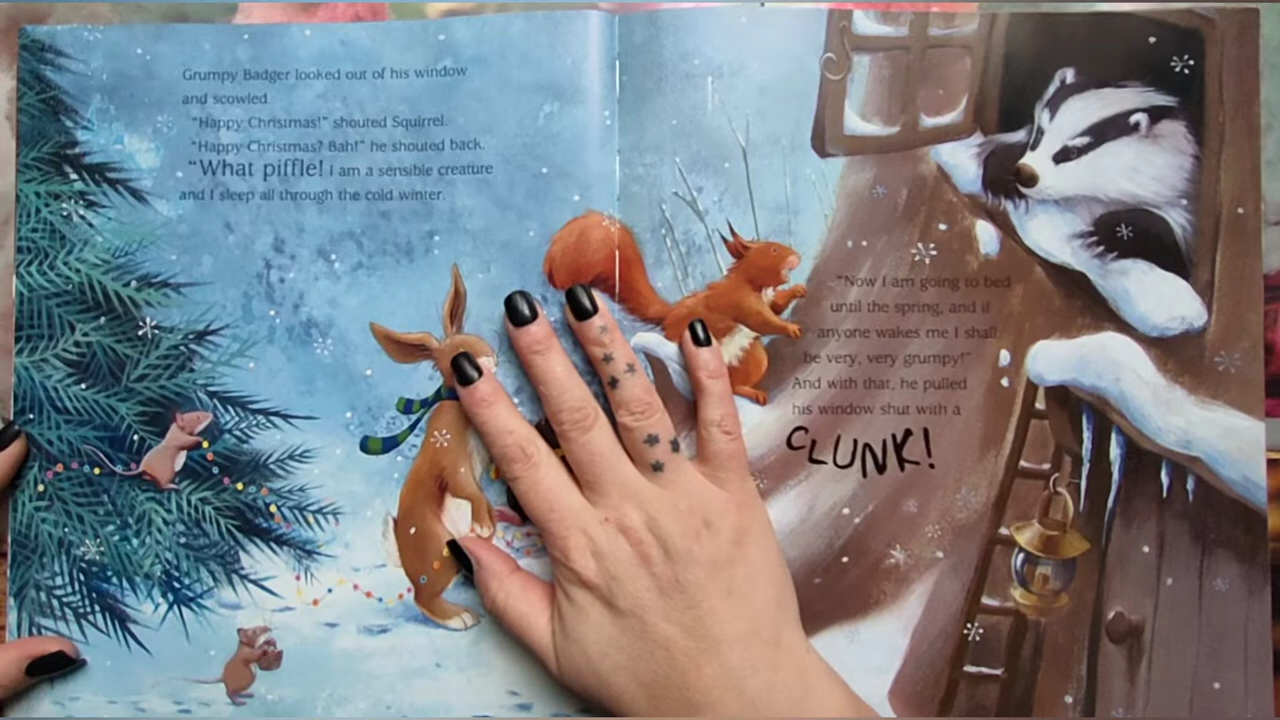 Grumpy Badger looked out of his window
and scowled.
"Happy Christmas!" shouted Squirrel.
"Happy Christmas? Bah!" he shouted back.
"What piffle! I am a sensible creature
and I sleep all through the cold winter.
"Now I am going to bed
until the spring, and if
anyone wakes me I shall
be very, very grumpy!"
And with that, he pulled
his window shut with a
CLUNK!